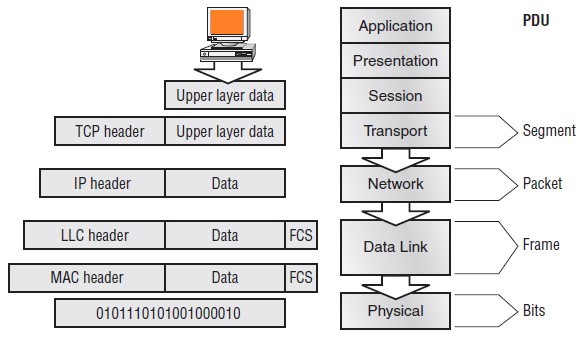 PDU
Application
Presentation
Upper layer data
Session
TCP header
Upper layer data
Transport
Segment
IP header
Data
Network
Packet
LLC header
Data
FCS
Data Link
Frame
MAC header
Data
FCS
0101110101001000010
Physical
Bits